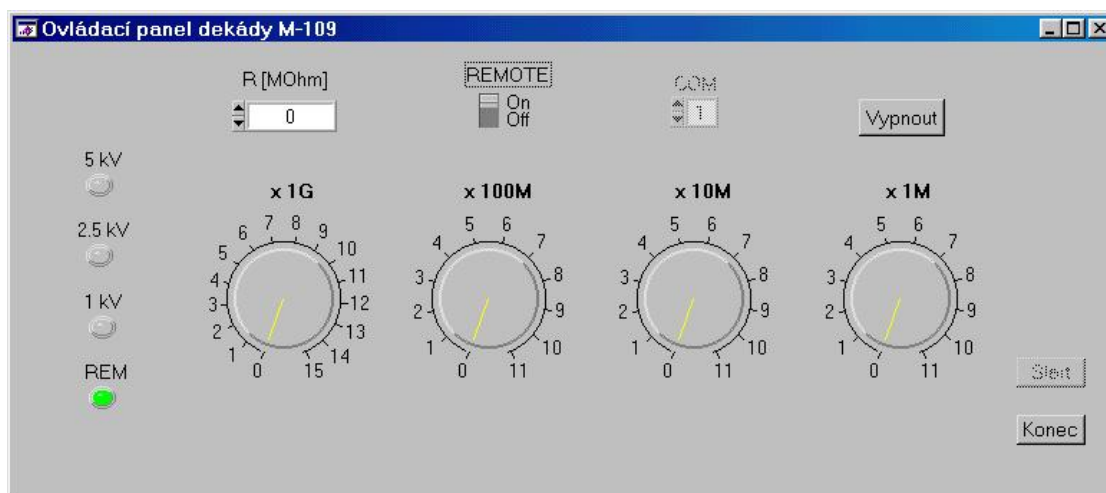 Ovládací panel dekády M-109
R [MOhm]
0
REMOTE
On
Off
COM
1
Vypnout
5 kV
2.5 kV
1 kV
REM
x 1G
0 1 2 3 4 5 6 7 8 9 10 11 12 13 14 15
x 100M
0 1 2 3 4 5 6 7 8 9 10 11
x 10M
0 1 2 3 4 5 6 7 8 9 10 11
x 1M
0 1 2 3 4 5 6 7 8 9 10 11
Konec